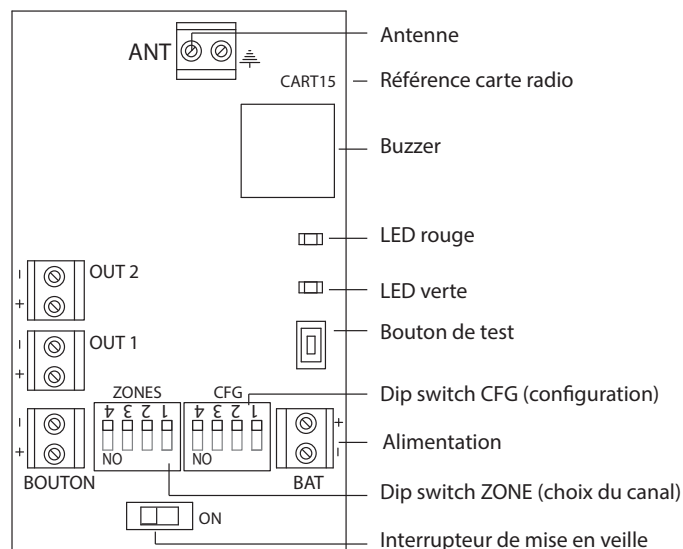 ANT
CART15
Antenne
Référence carte radio
Buzzer
LED rouge
LED verte
Bouton de test
Dip switch CFG (configuration)
Alimentation
Dip switch ZONE (choix du canal)
Interrupteur de mise en veille
- OUT 2
+
- OUT 1
+
ZONES CFG
4 3 2 1 4 3 2 1
- +
+ NO NO -
BOUTON BAT
ON